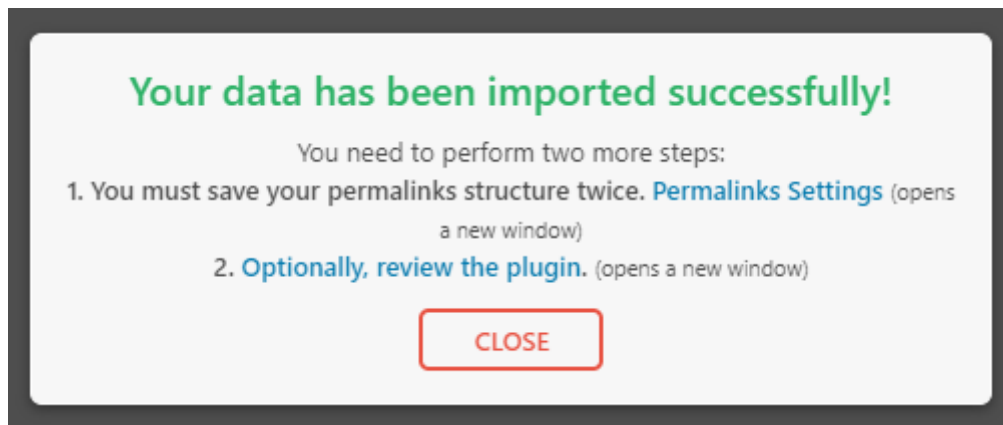 Your data has been imported successfully!
You need to perform two more steps:
1. You must save your permalinks structure twice. Permalinks Settings (opens
a new window)
2. Optionally, review the plugin. (opens a new window)
CLOSE